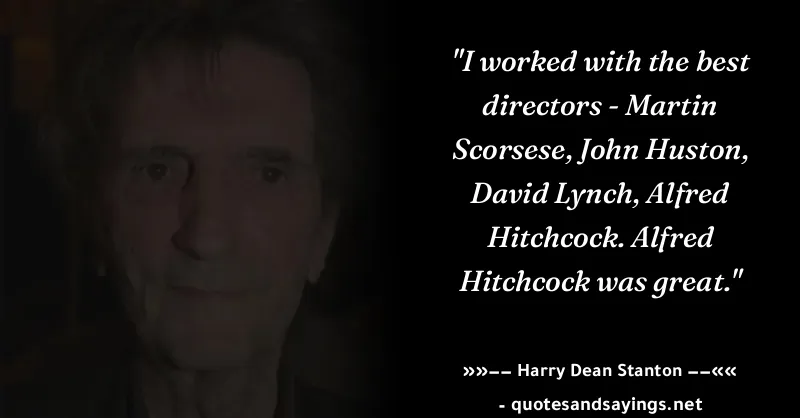 "I worked with the best
directors - Martin
Scorsese, John Huston,
David Lynch, Alfred
Hitchcock. Alfred
Hitchcock was great."
»»−− Harry Dean Stanton −−««
- quotesandsayings.net